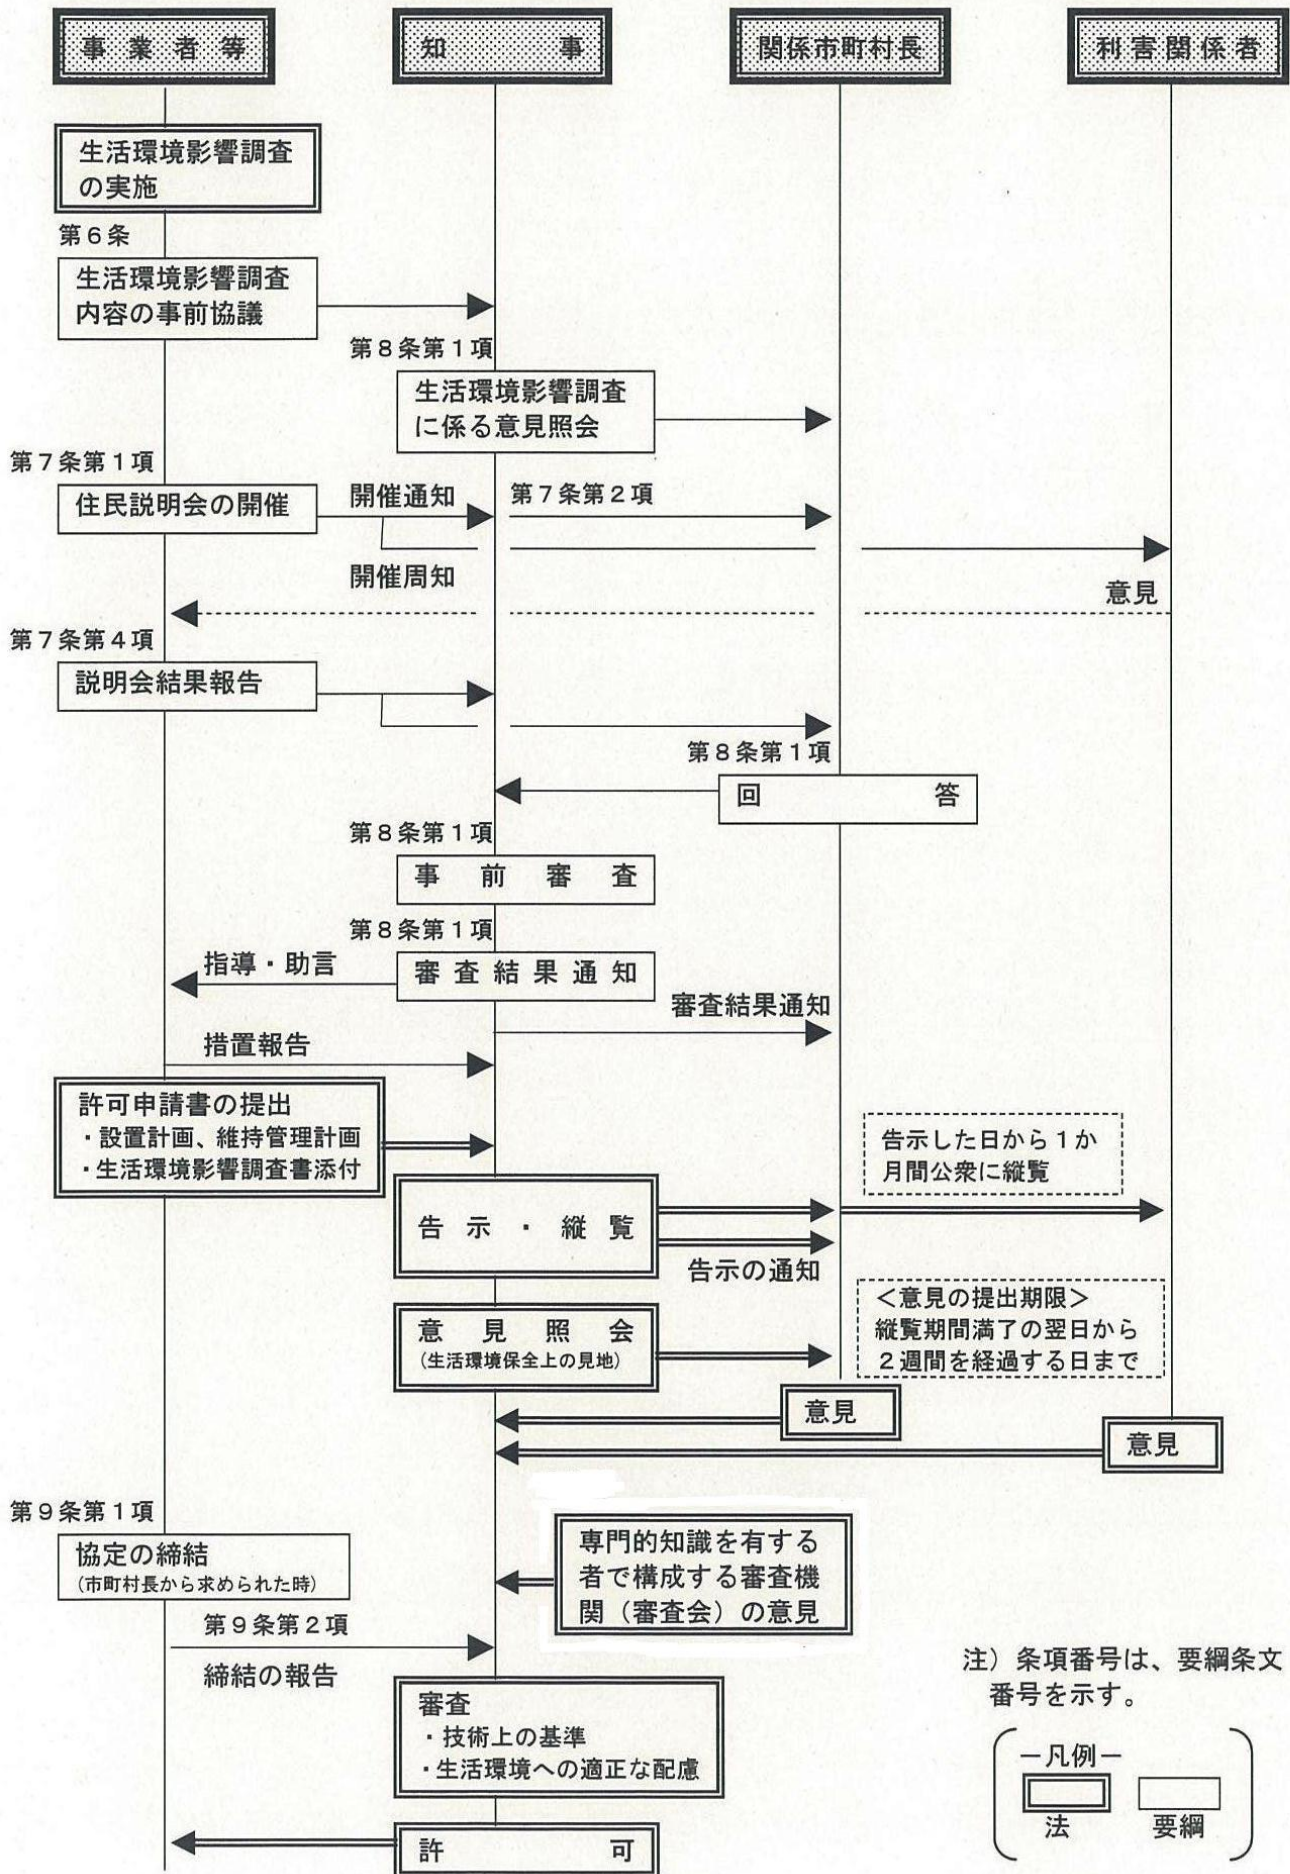 事業者等
知事
関係市町村長
利害関係者
生活環境影響調査
の実施
第6条
生活環境影響調査
内容の事前協議
第8条第1項
生活環境影響調査
に係る意見照会
第7条第1項
住民説明会の開催
開催通知
第7条第2項
開催周知
意見
第7条第4項
説明会結果報告
第8条第1項
回答
第8条第1項
事前審査
第8条第1項
指導・助言
審査結果通知
審査結果通知
措置報告
許可申請書の提出
・設置計画、維持管理計画
・生活環境影響調査書添付
告示した日から1か
月間公衆に縦覧
告示・縦覧
告示の通知
<意見の提出期限>
縦覧期間満了の翌日から
2週間を経過する日まで
意見照会
(生活環境保全上の見地)
意見
意見
第9条第1項
協定の締結
(市町村長から求められた時)
専門的知識を有する
者で構成する審査機
関(審査会)の意見
第9条第2項
締結の報告
審査
・技術上の基準
・生活環境への適正な配慮
許可
注)条項番号は、要綱条文
番号を示す。
-凡例-
法
要綱